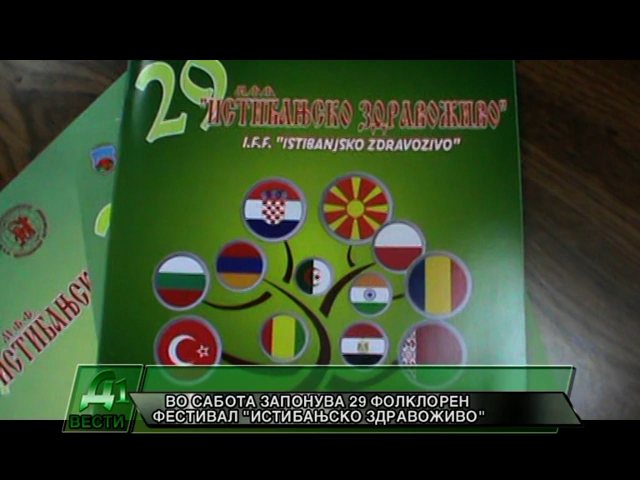 29
М.Ф.Ф.
"ИСТИБАЊСКО ЗДРАВОЖИВО"
I.F.F. "ISTIBANJSKO ZDRAVOZIVO"
М.Ф.Ф.
"ИСТИБАЊСК
Д1
ВЕСТИ
ВО САБОТА ЗАПОНУВА 29 ФОЛКЛОРЕН
ФЕСТИВАЛ "ИСТИБАЊСКО ЗДРАВОЖИВО"